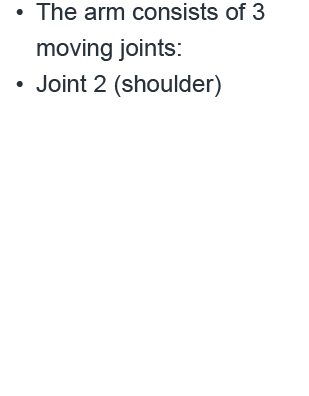 • The arm consists of 3
moving joints:
• Joint 2 (shoulder)